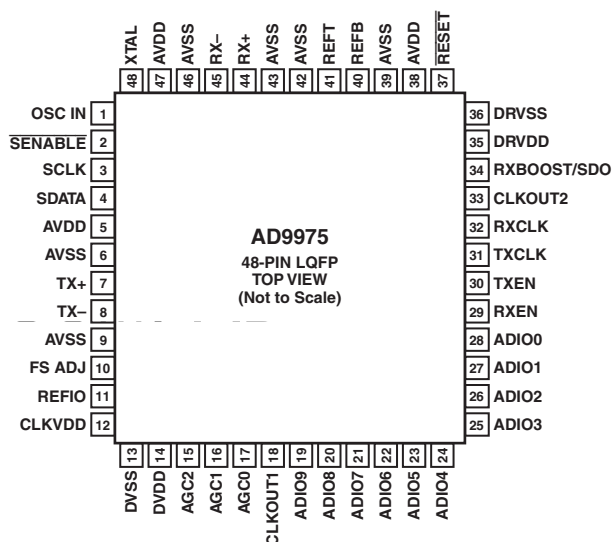 XTAL
AVDD
AVSS
RX–
RX+
AVSS
AVSS
REFT
REFB
AVSS
AVDD
RESET
48 47 46 45 44 43 42 41 40 39 38 37
OSC IN 1
SENABLE 2
SCLK 3
SDATA 4
AVDD 5
AVSS 6
TX+ 7
TX– 8
AVSS 9
FS ADJ 10
REFIO 11
CLKVDD 12
AD9975
48-PIN LQFP
TOP VIEW
(Not to Scale)
36 DRVSS
35 DRVDD
34 RXBOOST/SDO
33 CLKOUT2
32 RXCLK
31 TXCLK
30 TXEN
29 RXEN
28 ADIO0
27 ADIO1
26 ADIO2
25 ADIO3
13 14 15 16 17 18 19 20 21 22 23 24
DVSS
DVDD
AGC2
AGC1
AGC0
CLKOUT1
ADIO9
ADIO8
ADIO7
ADIO6
ADIO5
ADIO4